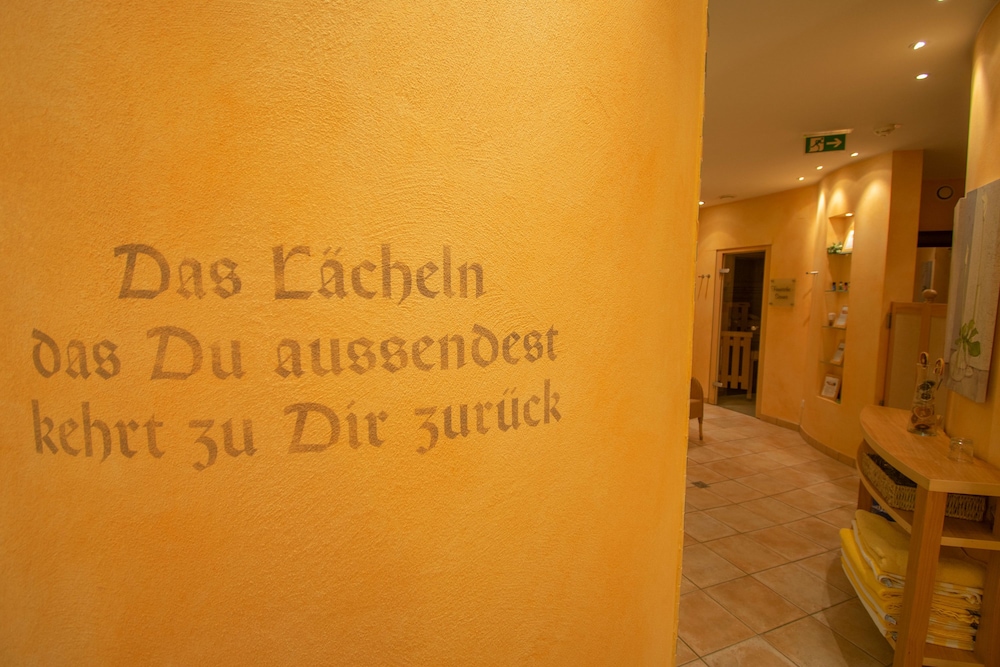 Das Lächeln
das Du aussendest
kehrt zu Dir zurück